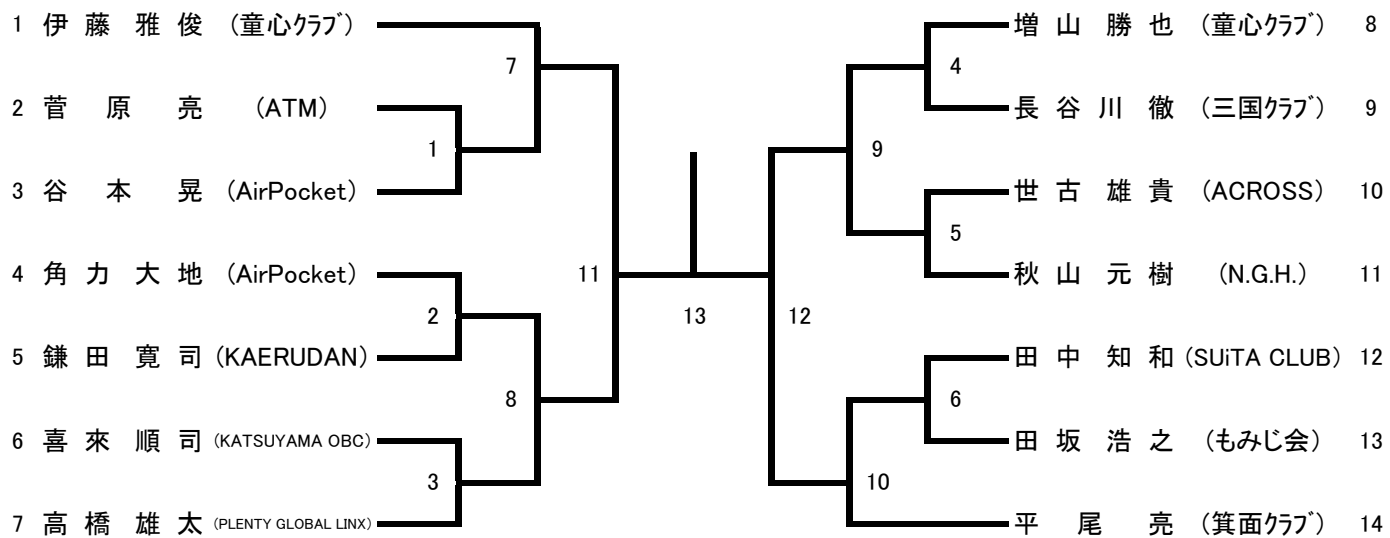 1 伊 藤 雅 俊 (童心ｸﾗﾌﾞ)
7
2 菅 原 亮 (ATM)
1
3 谷 本 晃 (AirPocket)
11
4 角 力 大 地 (AirPocket)
2
5 鎌 田 寛 司 (KAERUDAN)
8
6 喜 來 順 司 (KATSUYAMA OBC)
3
7 高 橋 雄 太 (PLENTY GLOBAL LINX)
13
増 山 勝 也 (童心ｸﾗﾌﾞ) 8
4
長 谷 川 徹 (三国ｸﾗﾌﾞ) 9
9
世 古 雄 貴 (ACROSS) 10
5
秋 山 元 樹 (N.G.H.) 11
12
田 中 知 和 (SUiTA CLUB) 12
6
田 坂 浩 之 (もみじ会) 13
10
平 尾 亮 (箕面ｸﾗﾌﾞ) 14